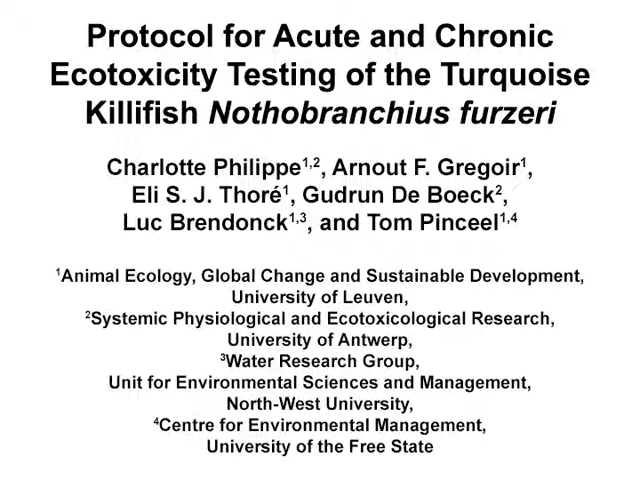 Protocol for Acute and Chronic
Ecotoxicity Testing of the Turquoise
Killifish Nothobranchius furzeri
Charlotte Philippe1,2, Arnout F. Gregoir1,
Eli S. J. Thoré1, Gudrun De Boeck2,
Luc Brendonck1,3, and Tom Pinceel1,4
1Animal Ecology, Global Change and Sustainable Development,
University of Leuven,
2Systemic Physiological and Ecotoxicological Research,
University of Antwerp,
3Water Research Group,
Unit for Environmental Sciences and Management,
North-West University,
4Centre for Environmental Management,
University of the Free State